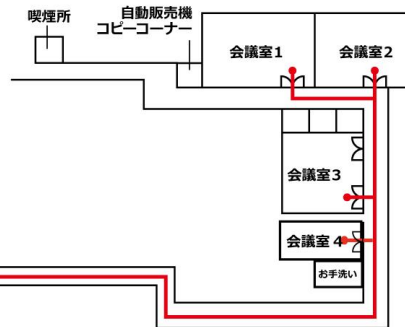 喫煙所
自動販売機
コピーコーナー
会議室1
会議室2
会議室3
会議室4
お手洗い